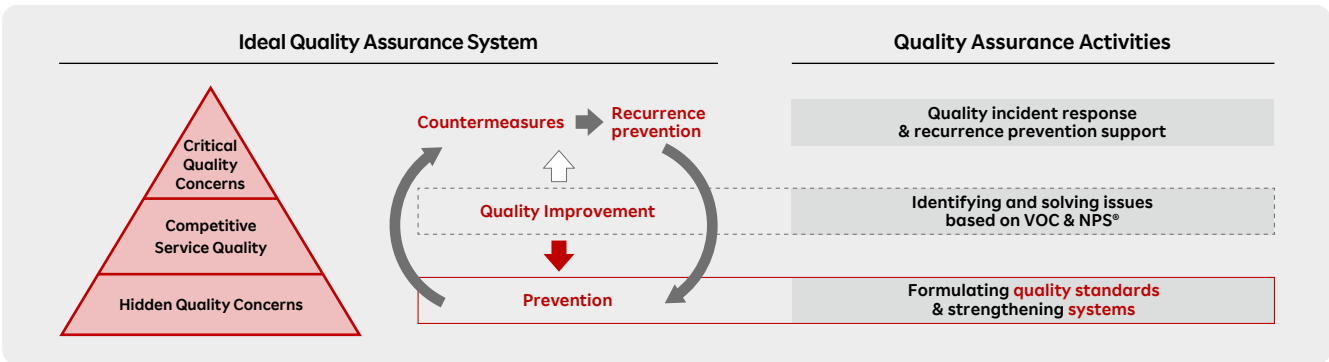 Ideal Quality Assurance System
Quality Assurance Activities
Critical
Quality
Concerns
Competitive
Service Quality
Hidden Quality Concerns
Countermeasures
Recurrence
prevention
Quality Improvement
Prevention
Quality incident response
& recurrence prevention support
Identifying and solving issues
based on VOC & NPS®
Formulating quality standards
& strengthening systems